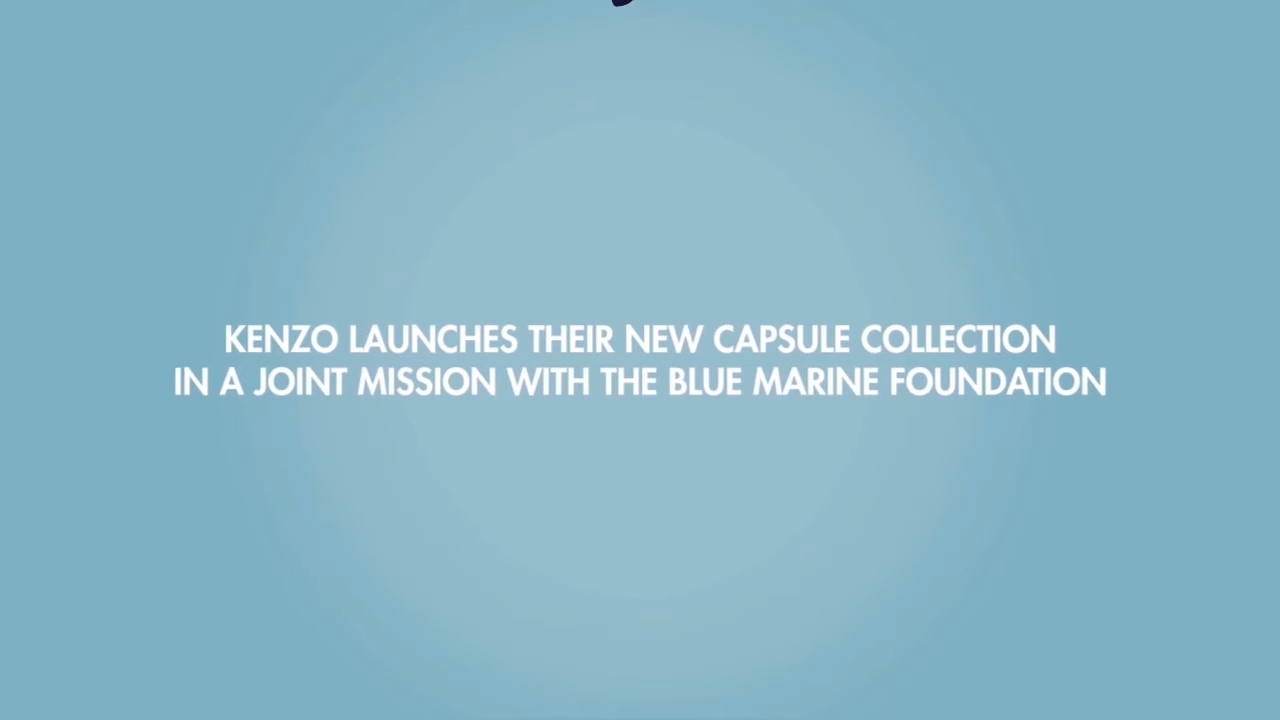 KENZO LAUNCHES THEIR NEW CAPSULE COLLECTION
IN A JOINT MISSION WITH THE BLUE MARINE FOUNDATION